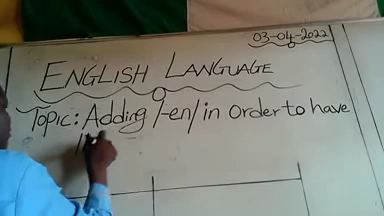 03-04-2022
ENGLISH LANGUAGE
Topic: Adding /-en/ in order to have